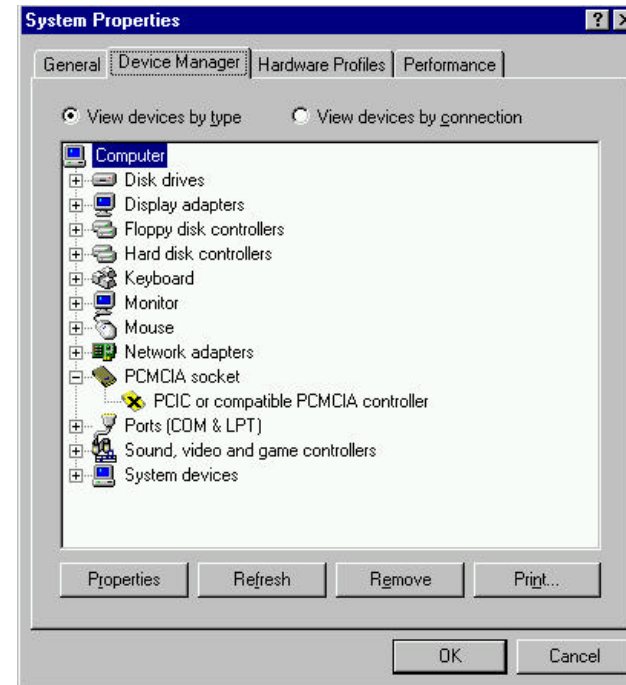 System Properties
General Device Manager Hardware Profiles Performance
View devices by type View devices by connection
Computer
Disk drives
Display adapters
Floppy disk controllers
Hard disk controllers
Keyboard
Monitor
Mouse
Network adapters
PCMCIA socket
PCIC or compatible PCMCIA controller
Ports (COM & LPT)
Sound, video and game controllers
System devices
Properties Refresh Remove Print...
OK Cancel